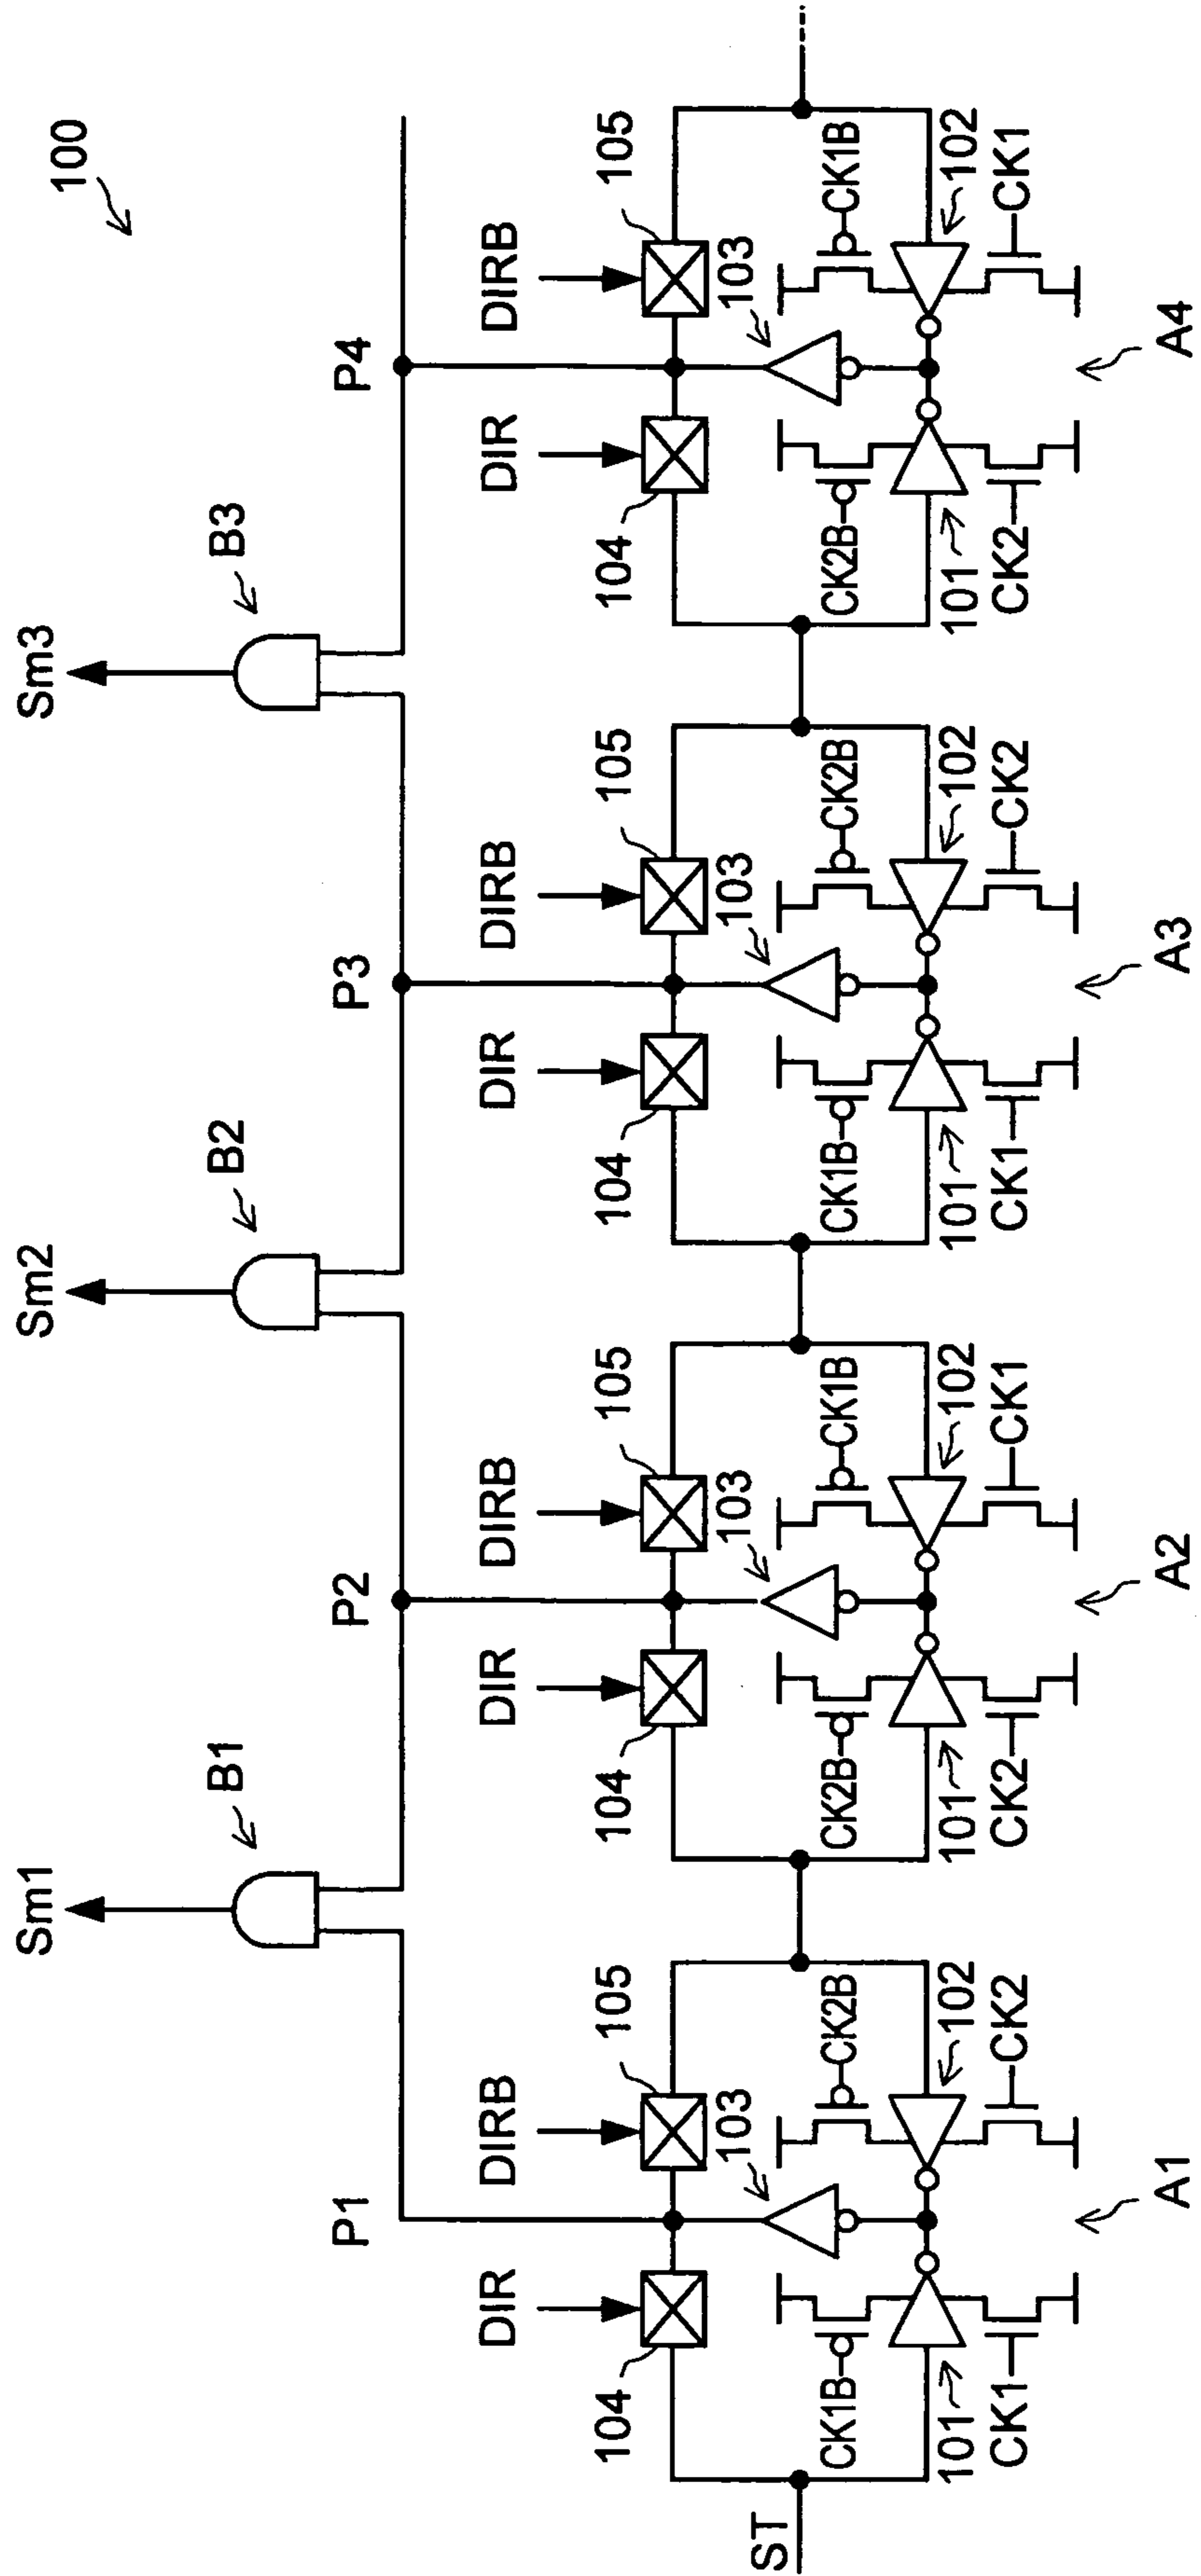 100
Sm1 Sm2 Sm3
B1 B2 B3
P1 P2 P3 P4
DIR DIRB DIR DIRB DIR DIRB DIR DIRB
104 105 104 105 104 105 104 105
103 103 103 103
ST
CK1B CK2B CK2B CK1B CK1B CK2B CK2B CK1B
101 102 101 102 101 102 101 102
CK1 CK2 CK2 CK1 CK1 CK2 CK2 CK1
A1 A2 A3 A4